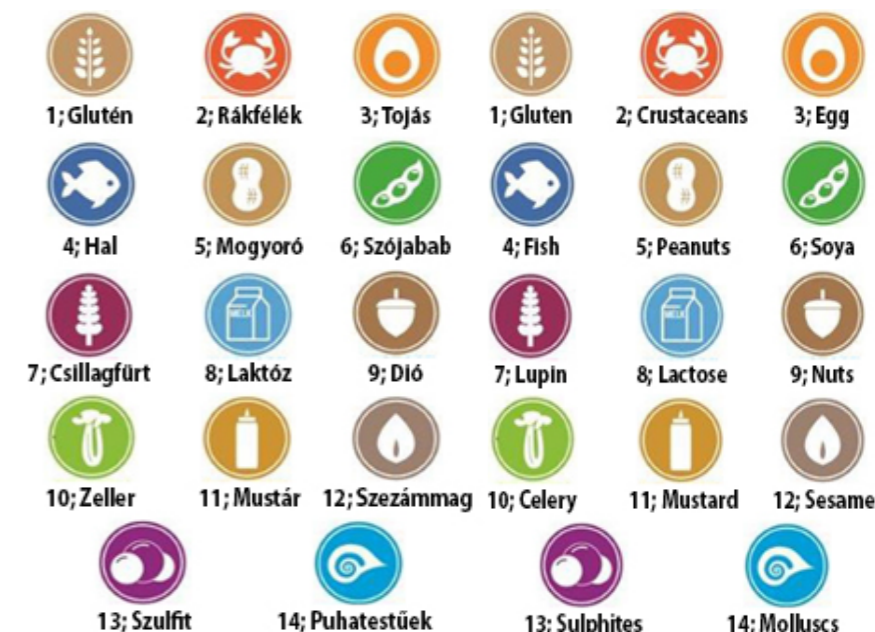 1; Glutén 2; Rákfélék 3; Tojás 1; Gluten 2; Crustaceans 3; Egg
4; Hal 5; Mogyoró 6; Szójabab 4; Fish 5; Peanuts 6; Soya
MELK MELK
7; Csillagfürt 8; Laktóz 9; Dió 7; Lupin 8; Lactose 9; Nuts
10; Zeller 11; Mustár 12; Szezámmag 10; Celery 11; Mustard 12; Sesame
13; Szulfit 14; Puhatestűek 13; Sulphites 14; Molluscs